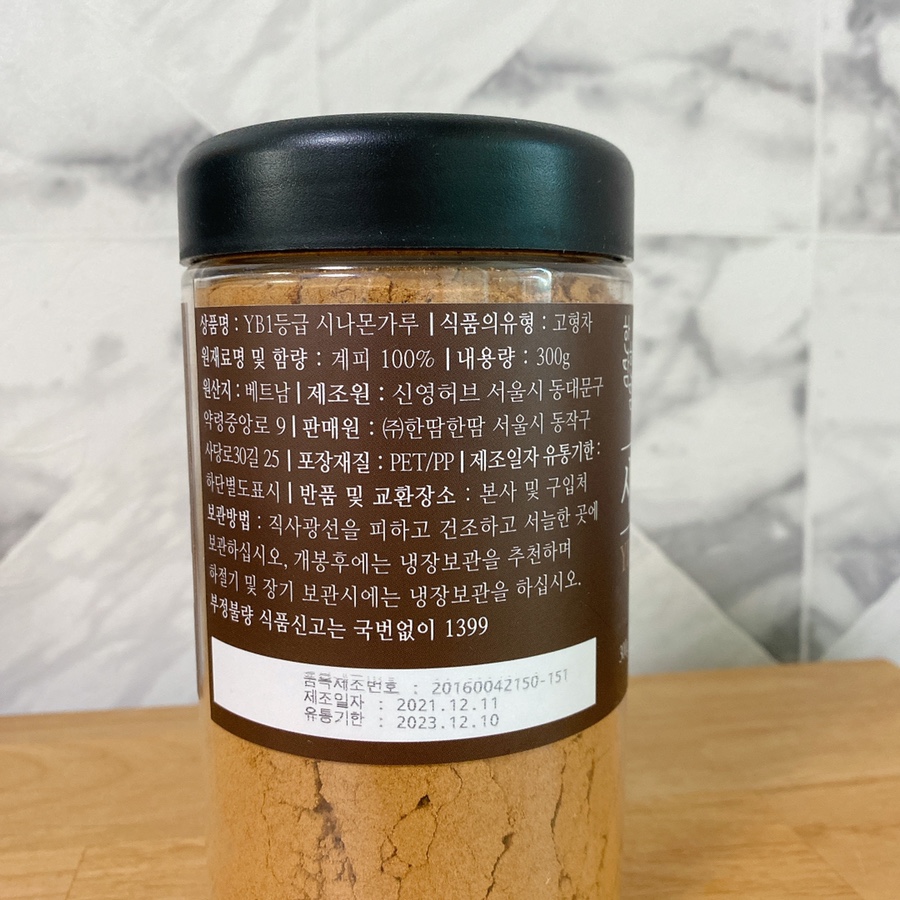 상품명 : YB1등급 시나몬가루 | 식품의유형 : 고형차
원재료명 및 함량 : 계피 100% | 내용량 : 300g
원산지 : 베트남 | 제조원 : 신영허브 서울시 동대문구
약령중앙로 9 | 판매원 : ㈜한땀한땀 서울시 동작구
사당로30길 25 | 포장재질 : PET/PP | 제조일자 유통기한 :
하단별도표시 | 반품 및 교환장소 : 본사 및 구입처
보관방법 : 직사광선을 피하고 건조하고 서늘한 곳에
보관하십시오, 개봉후에는 냉장보관을 추천하며
하절기 및 장기 보관시에는 냉장보관을 하십시오.
부정불량 식품신고는 국번없이 1399
품목제조번호 : 20160042150-151
제조일자 : 2021.12.11
유통기한 : 2023.12.10